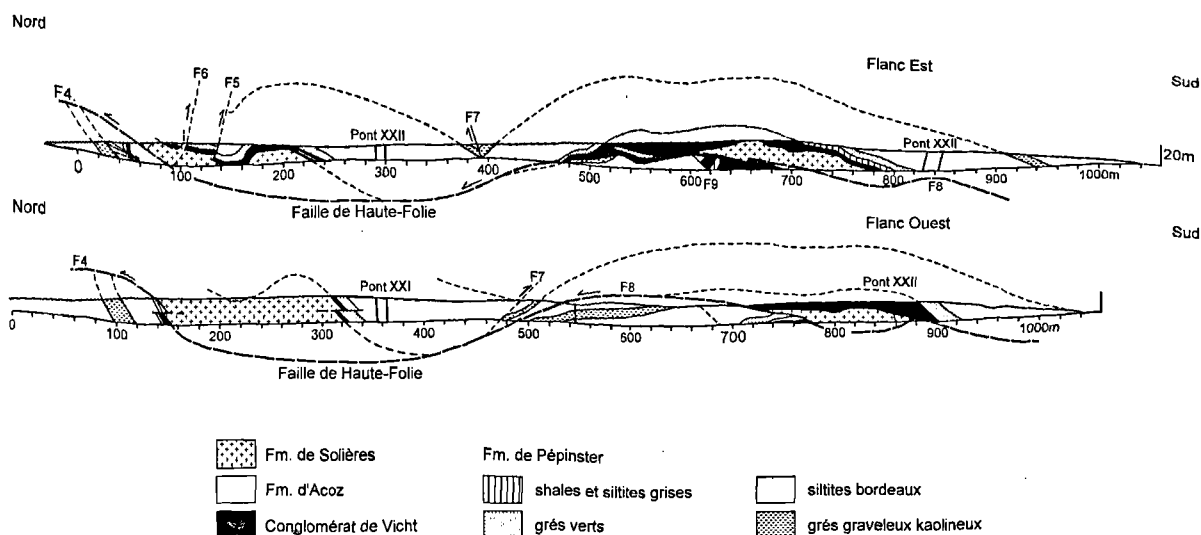 Nord
Flanc Est
Sud
F4
F6
F5
F7
Pont XXII
Pont XXII
20m
0
100
200
300
400
500
600
700
800
900
1000m
F9
F8
Faille de Haute-Folie
Nord
Flanc Ouest
Sud
F4
Pont XXI
F7
F8
Pont XXII
0
100
200
300
400
500
600
700
800
900
1000m
Faille de Haute-Folie
Fm. de Solières
Fm. d'Acoz
Conglomérat de Vicht
Fm. de Pépinster
shales et siltites grises
grés verts
siltites bordeaux
grés graveleux kaolineux